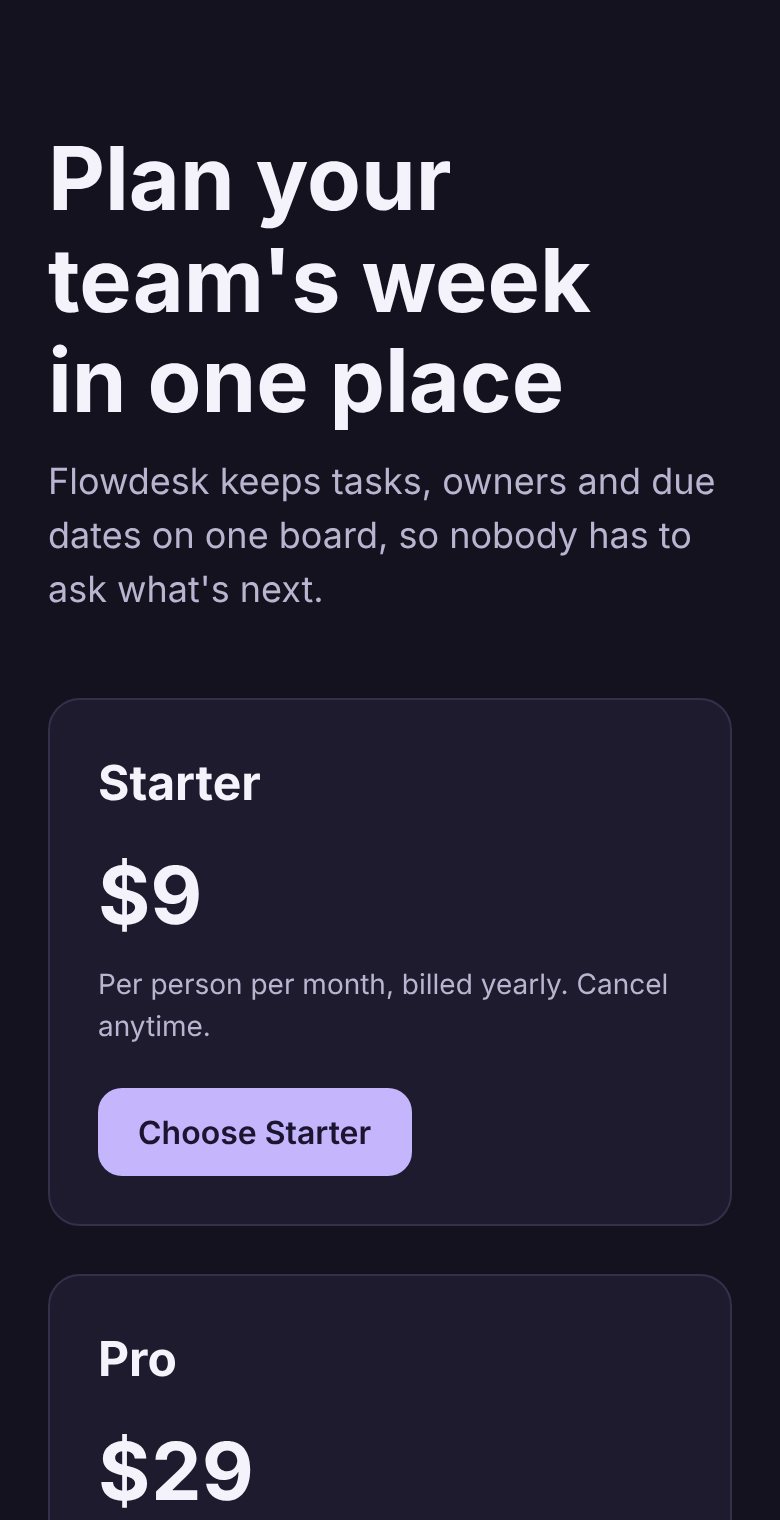 Plan your
team's week
in one place
Flowdesk keeps tasks, owners and due
dates on one board, so nobody has to
ask what's next.
Starter
$9
Per person per month, billed yearly. Cancel
anytime.
Choose Starter
Pro
$29